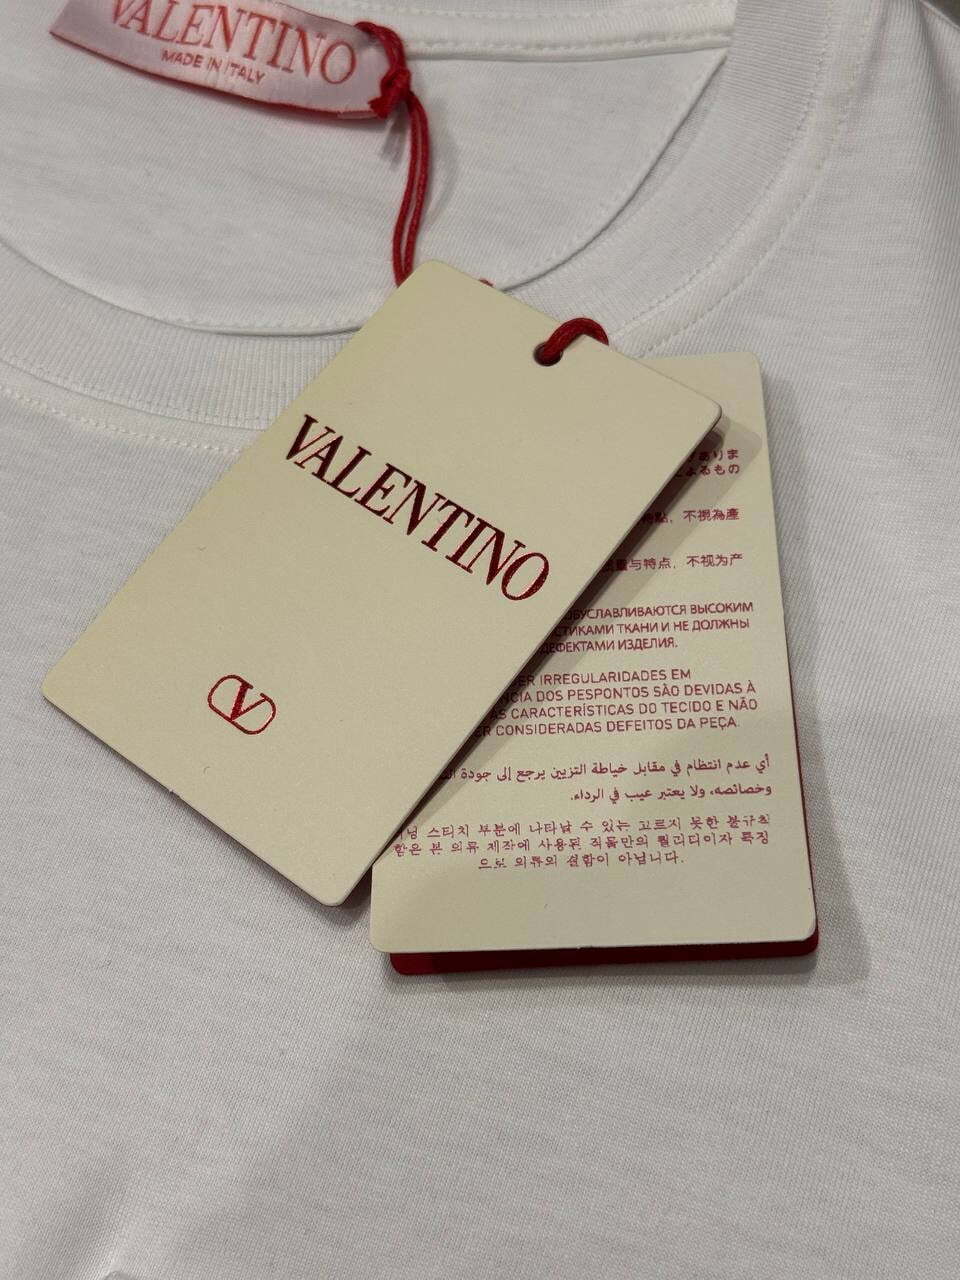 VALENTINO
MADE IN ITALY
VALENTINO
V
ありま
よるもの
不視為產
与特点，不视为产
ВЫСОКИМ
ТКАНИ И НЕ ДОЛЖНЫ
ИЗДЕЛИЯ.
IRREGULARIDADES EM
DOS PESPONTOS SÃO DEVIDAS À
CARACTERÍSTICAS DO TECIDO E NÃO
CONSIDERADAS DEFEITOS DA PEÇA.
أي عدم انتظام في مقابل خياطة التزيين يرجع إلى جودة
وخصائصه، ولا يعتبر عيب في الرداء.
스티치 부분에 나타날 수 있는 고르지 못한 불규칙
함은 본 의류 제작에 사용된 직물만의 퀄리티이자 특징
으로 의류의 결함이 아닙니다.